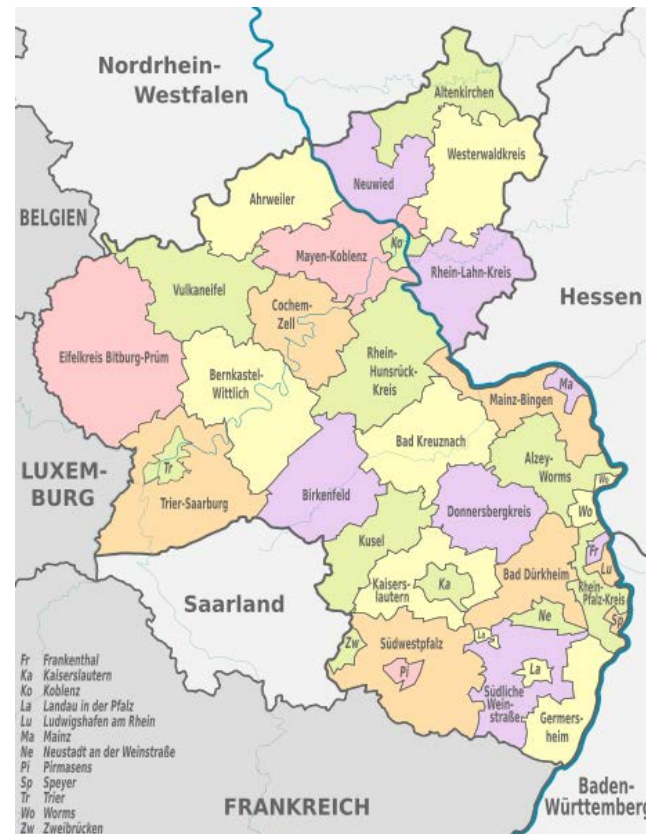 Nordrhein-
Westfalen
Altenkirchen
Westerwaldkreis
Neuwied
Ahrweiler
BELGIEN
Mayen-Koblenz
Ko
Rhein-Lahn-Kreis
Vulkaneifel
Hessen
Cochem-
Zell
Eifelkreis Bitburg-Prüm
Rhein-
Hunsrück-
Kreis
Bernkastel-
Wittlich
Ma
Mainz-Bingen
Bad Kreuznach
Alzey-
Worms
Tr
LUXEM-
BURG
Wo
Trier-Saarburg
Birkenfeld
Donnersbergkreis
Wo
Kusel
Fr
Lu
Kaisers-
lautern
Ka
Bad Dürkheim
Rhein-
Pfalz-Kreis
Saarland
Ne
Sp
Zw
Südwestpfalz
La
Pi
La
Südliche
Wein-
straße
Germers-
heim
Fr Frankenthal
Ka Kaiserslautern
Ko Koblenz
La Landau in der Pfalz
Lu Ludwigshafen am Rhein
Ma Mainz
Ne Neustadt an der Weinstraße
Pi Pirmasens
Sp Speyer
Tr Trier
Wo Worms
Zw Zweibrücken
FRANKREICH
Baden-
Württemberg